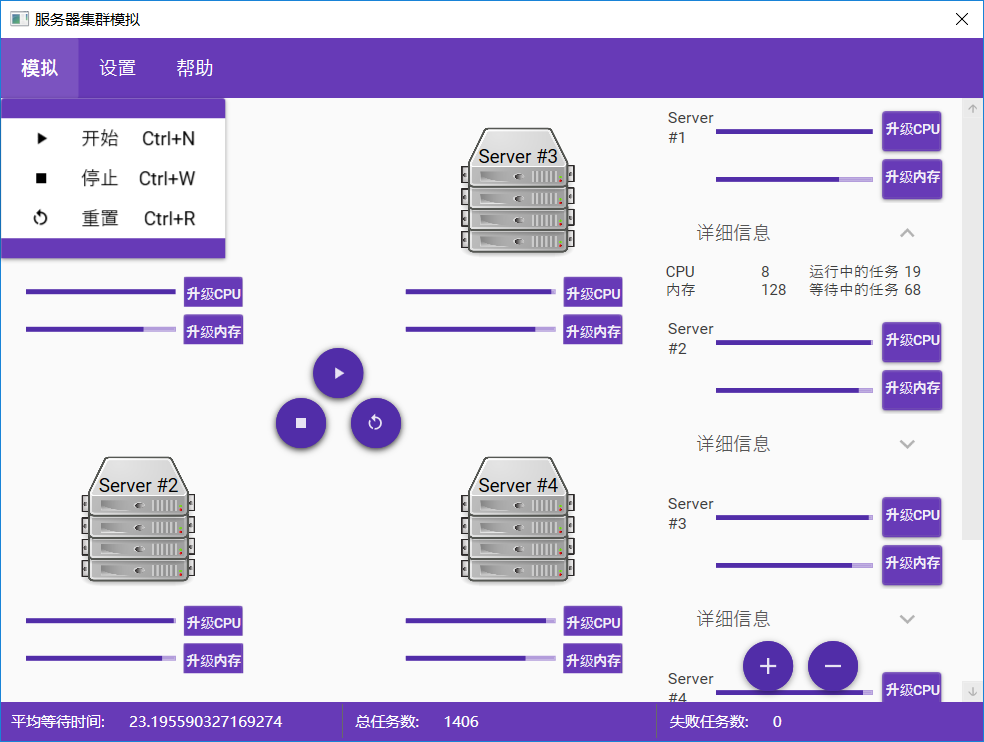 服务器集群模拟
模拟 设置 帮助
开始 Ctrl+N
停止 Ctrl+W
重置 Ctrl+R
Server #3
升级CPU
升级内存
升级CPU
升级内存
Server #2
Server #4
升级CPU
升级内存
升级CPU
升级内存
Server
#1
升级CPU
升级内存
详细信息
CPU 8 运行中的任务 19
内存 128 等待中的任务 68
Server
#2
升级CPU
升级内存
详细信息
Server
#3
升级CPU
升级内存
详细信息
Server
#4
升级CPU
平均等待时间: 23.195590327169274 总任务数: 1406 失败任务数: 0